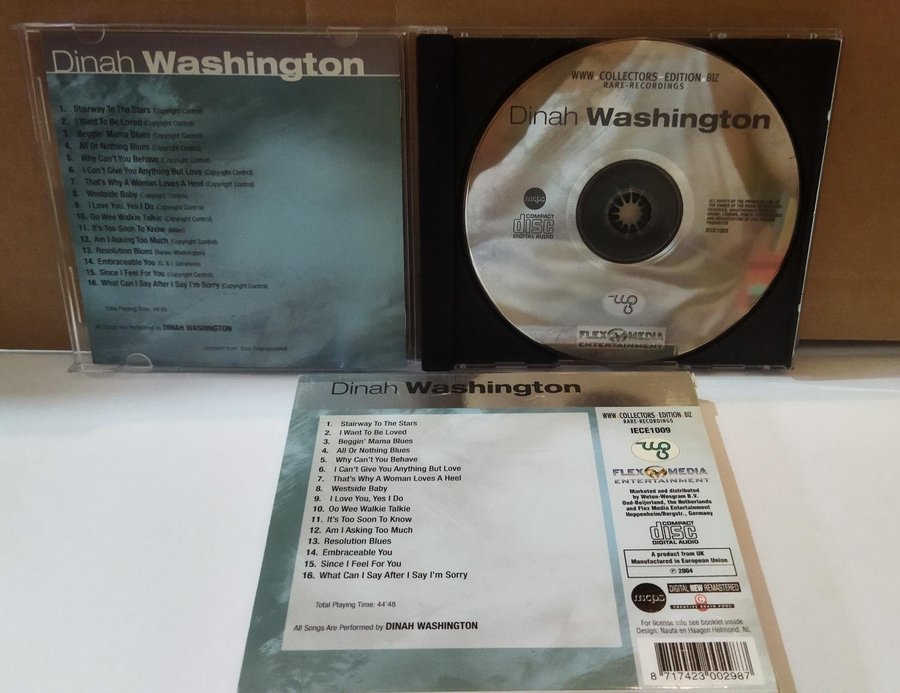 Dinah Washington
1. Stairway To The Stars (Copyright Control)
2. I Want To Be Loved (Copyright Control)
3. Beggin' Mama Blues (Copyright Control)
4. All Or Nothing Blues (Copyright Control)
5. Why Can't You Behave (Copyright Control)
6. I Can't Give You Anything But Love (Copyright Control)
7. That's Why A Woman Loves A Heel (Copyright Control)
8. Westside Baby (Copyright Control)
9. I Love You, Yes I Do (Copyright Control)
10. Oo Wee Walkie Talkie (Copyright Control)
11. It's Too Soon To Know (Miller)
12. Am I Asking Too Much (Copyright Control)
13. Resolution Blues (Swain-Washington)
14. Embraceable You (G. & I. Gershwin)
15. Since I Feel For You (Copyright Control)
16. What Can I Say After I Say I'm Sorry (Copyright Control)
Total Playing Time: 44'48
All Songs Are Performed by DINAH WASHINGTON
Licensed from: Entertainment
WWW COLLECTORS EDITION BIZ
RARE-RECORDINGS
Dinah Washington
mcps
COMPACT
disc
DIGITAL AUDIO
IECE1009
FLEX MEDIA
ENTERTAINMENT
Dinah Washington
1. Stairway To The Stars
2. I Want To Be Loved
3. Beggin' Mama Blues
4. All Or Nothing Blues
5. Why Can't You Behave
6. I Can't Give You Anything But Love
7. That's Why A Woman Loves A Heel
8. Westside Baby
9. I Love You, Yes I Do
10. Oo Wee Walkie Talkie
11. It's Too Soon To Know
12. Am I Asking Too Much
13. Resolution Blues
14. Embraceable You
15. Since I Feel For You
16. What Can I Say After I Say I'm Sorry
Total Playing Time: 44'48
All Songs Are Performed by DINAH WASHINGTON
WWW.COLLECTORS EDITION.BIZ
RARE-RECORDINGS
IECE1009
FLEX MEDIA
ENTERTAINMENT
Marketed and distributed
by Weton-Wesgram B.V.
Oud-Beijerland, the Netherlands
and Flex Media Entertainment
Heppenheim/Bergstr., Germany
COMPACT
disc
DIGITAL AUDIO
A product from UK
Manufactured in European Union
℗ 2004
mcps
DIGITAL NEW REMASTERED
CREATIVE BRAIN POOL
For license info see booklet inside
Design: Nauta en Haagen Helmond, NL
8 717423 002987